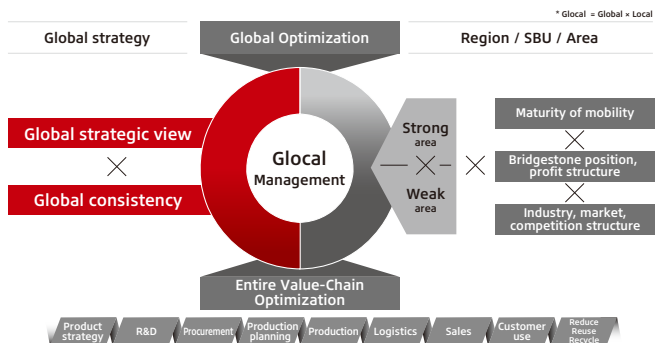 * Glocal = Global × Local
Global strategy
Global Optimization
Region / SBU / Area
Global strategic view
Global consistency
Glocal
Management
Strong
area
Weak
area
Maturity of mobility
Bridgestone position,
profit structure
Industry, market,
competition structure
Entire Value-Chain
Optimization
Product
strategy
R&D
Procurement
Production
planning
Production
Logistics
Sales
Customer
use
Reduce
Reuse
Recycle